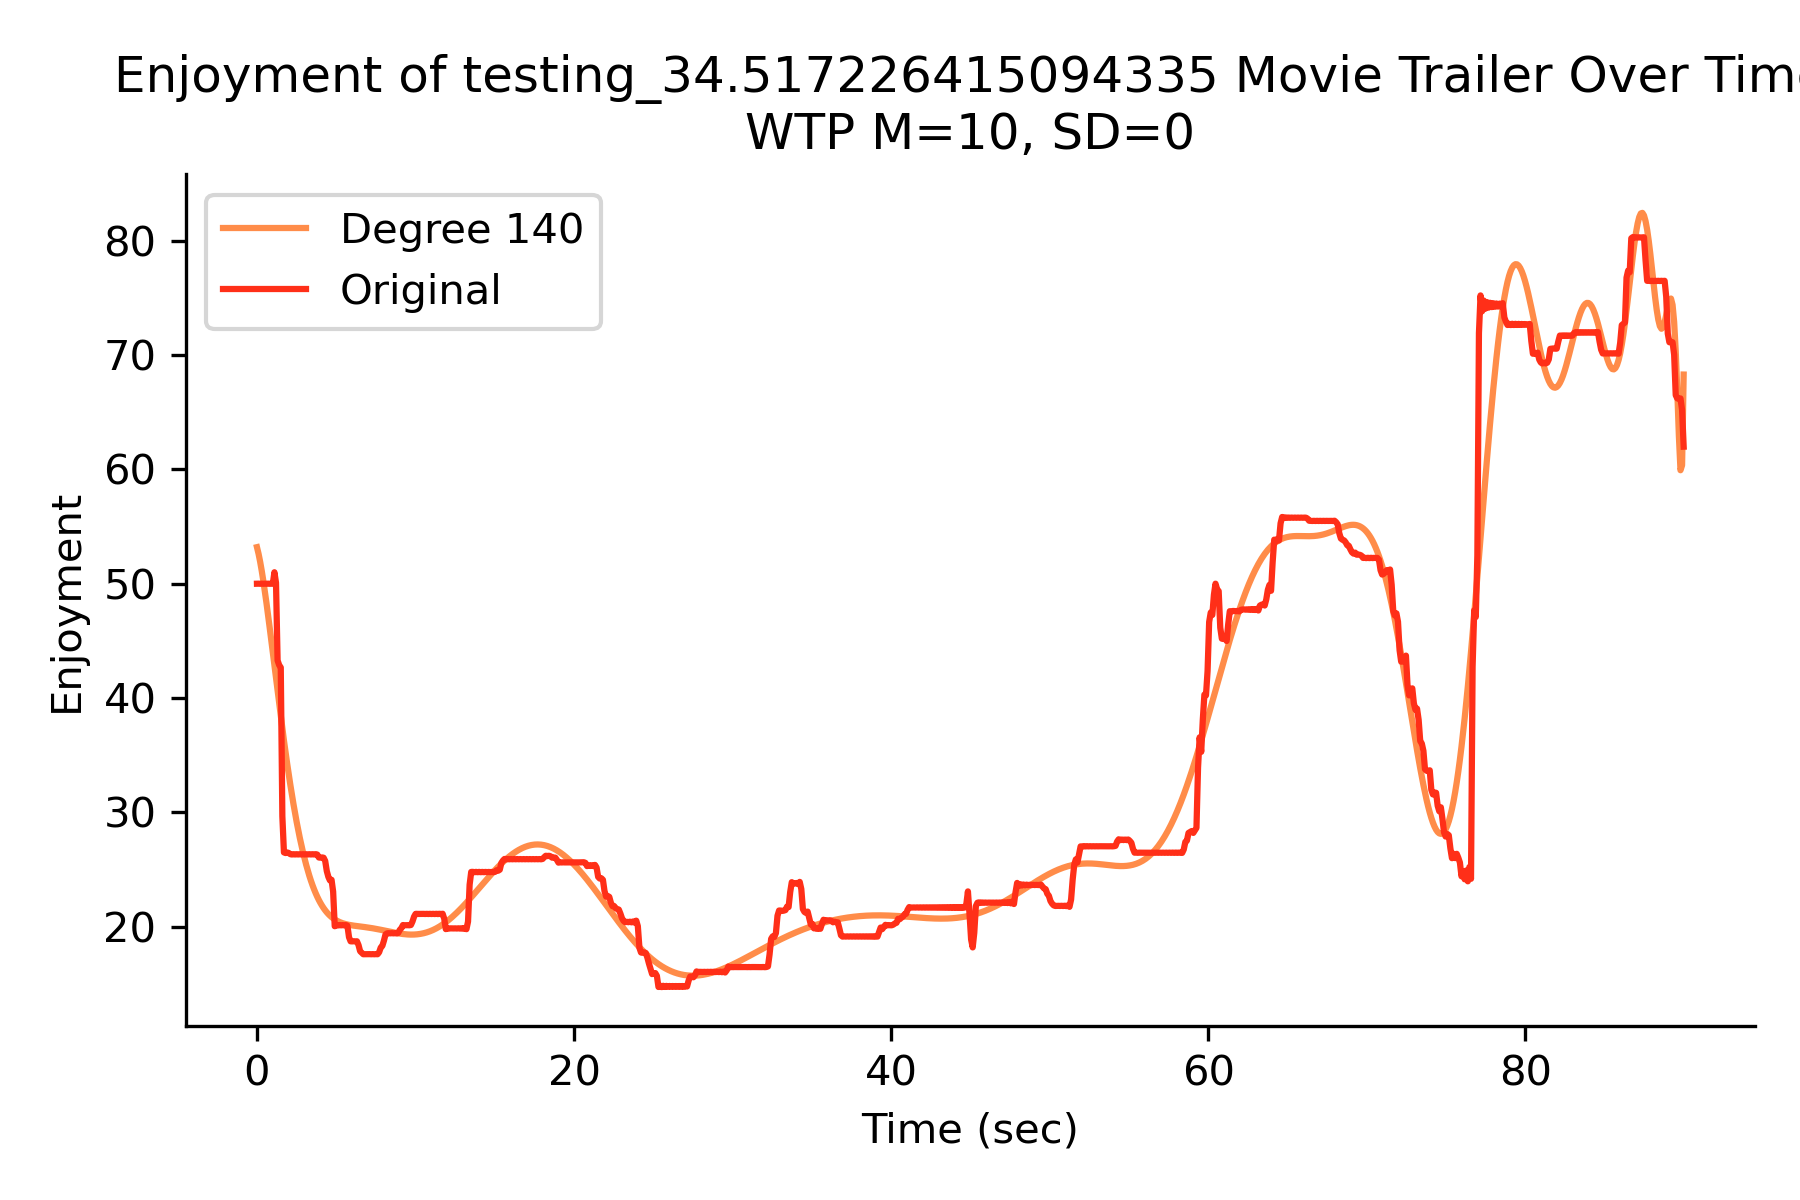 Enjoyment of testing_34.517226415094335 Movie Trailer Over Tim
WTP M=10, SD=0
Degree 140
Original
80
70
60
50
40
30
20
Enjoyment
0 20 40 60 80
Time (sec)